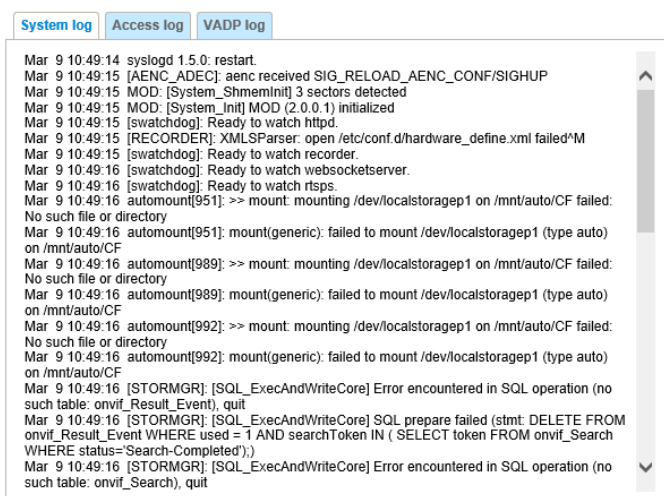 System log Access log VADP log
Mar  9 10:49:14  syslogd 1.5.0: restart.
Mar  9 10:49:15  [AENC_ADEC]: aenc received SIG_RELOAD_AENC_CONF/SIGHUP
Mar  9 10:49:15  MOD: [System_ShmemInit] 3 sectors detected
Mar  9 10:49:15  MOD: [System_Init] MOD (2.0.0.1) initialized
Mar  9 10:49:15  [swatchdog]: Ready to watch httpd.
Mar  9 10:49:15  [RECORDER]: XMLSParser: open /etc/conf.d/hardware_define.xml failed^M
Mar  9 10:49:15  [swatchdog]: Ready to watch recorder.
Mar  9 10:49:16  [swatchdog]: Ready to watch websocketserver.
Mar  9 10:49:16  [swatchdog]: Ready to watch rtsps.
Mar  9 10:49:16  automount[951]: >> mount: mounting /dev/localstoragep1 on /mnt/auto/CF failed:
No such file or directory
Mar  9 10:49:16  automount[951]: mount(generic): failed to mount /dev/localstoragep1 (type auto)
on /mnt/auto/CF
Mar  9 10:49:16  automount[989]: >> mount: mounting /dev/localstoragep1 on /mnt/auto/CF failed:
No such file or directory
Mar  9 10:49:16  automount[989]: mount(generic): failed to mount /dev/localstoragep1 (type auto)
on /mnt/auto/CF
Mar  9 10:49:16  automount[992]: >> mount: mounting /dev/localstoragep1 on /mnt/auto/CF failed:
No such file or directory
Mar  9 10:49:16  automount[992]: mount(generic): failed to mount /dev/localstoragep1 (type auto)
on /mnt/auto/CF
Mar  9 10:49:16  [STORMGR]: [SQL_ExecAndWriteCore] Error encountered in SQL operation (no
such table: onvif_Result_Event), quit
Mar  9 10:49:16  [STORMGR]: [SQL_ExecAndWriteCore] SQL prepare failed (stmt: DELETE FROM
onvif_Result_Event WHERE used = 1 AND searchToken IN ( SELECT token FROM onvif_Search
WHERE status='Search-Completed');)
Mar  9 10:49:16  [STORMGR]: [SQL_ExecAndWriteCore] Error encountered in SQL operation (no
such table: onvif_Search), quit